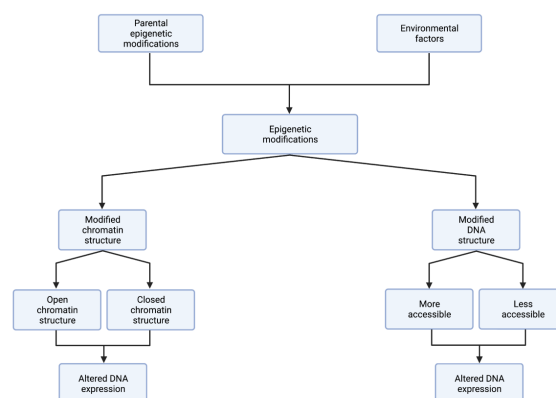 Parental
epigenetic
modifications
Environmental
factors
Epigenetic
modifications
Modified
chromatin
structure
Modified
DNA
structure
Open
chromatin
structure
Closed
chromatin
structure
More
accessible
Less
accessible
Altered DNA
expression
Altered DNA
expression